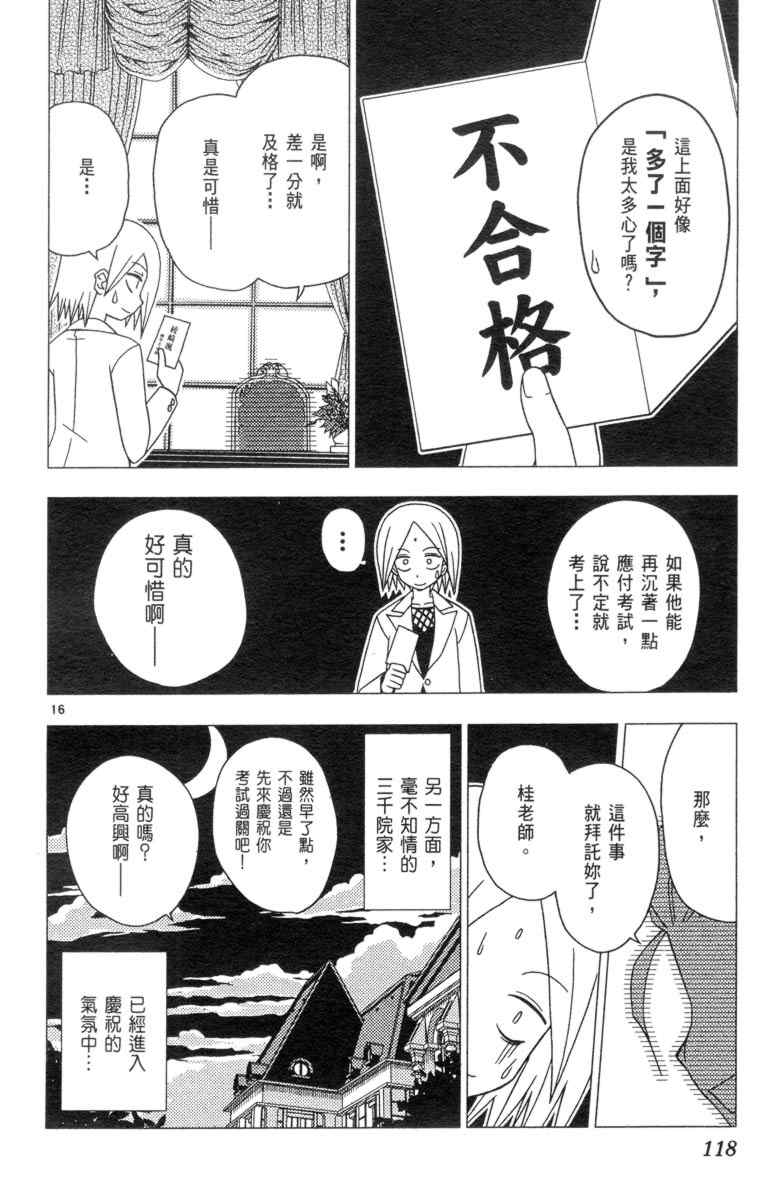 這上面好像
「多了一個字」，
是我太多心了嗎？
不合格
是啊，
差一分就
及格了…
真是可惜——
是…
綾崎颯
如果他能
再沉著一點
應付考試，
說不定就
考上了…
…
真的
好可惜啊——
16
那麼，
這件事
就拜託妳了，
桂老師。
另一方面，
毫不知情的
三千院家…
雖然早了點，
不過還是
先來慶祝你
考試過關吧！
真的嗎？
好高興啊——
已經進入
慶祝的
氣氛中…
118